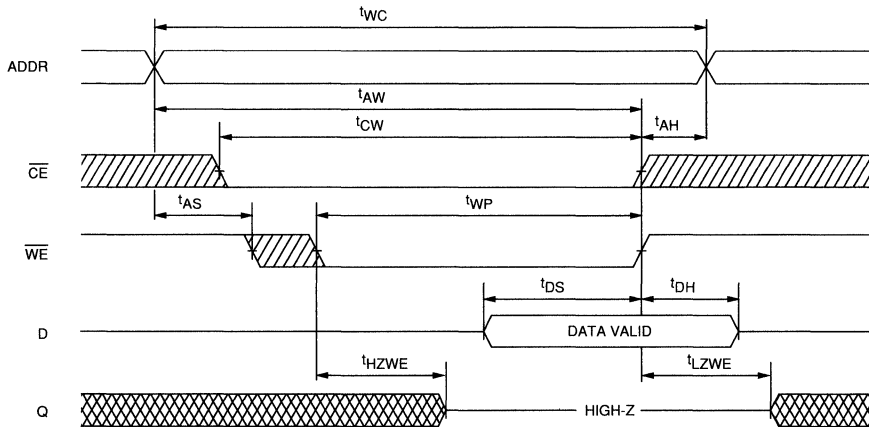 tWC
ADDR
tAW
tCW
tAH
CE
tAS
tWP
WE
tDS
tDH
D
DATA VALID
tHZWE
tLZWE
Q
HIGH-Z